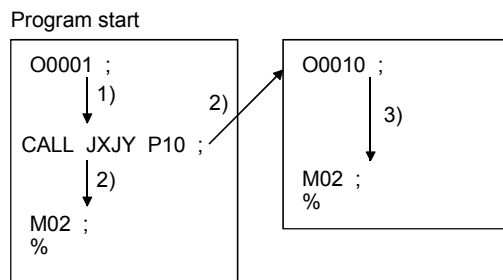 Program start
O0001 ;
1)
CALL JXJY P10 ;
2)
M02 ;
%
2)
O0010 ;
3)
M02 ;
%